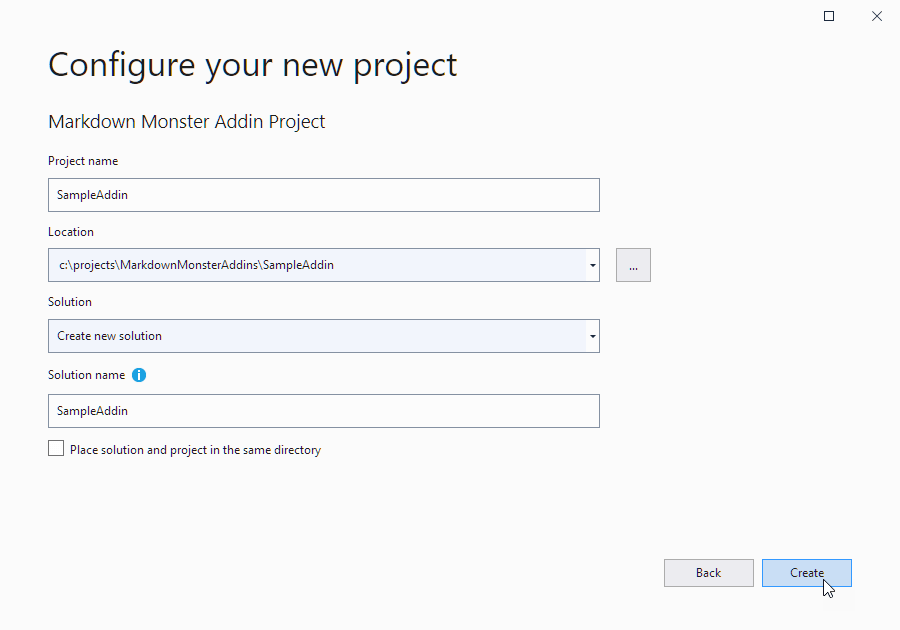 Configure your new project
Markdown Monster Addin Project
Project name
SampleAddin
Location
c:\projects\MarkdownMonsterAddins\SampleAddin
...
Solution
Create new solution
Solution name
SampleAddin
Place solution and project in the same directory
Back
Create